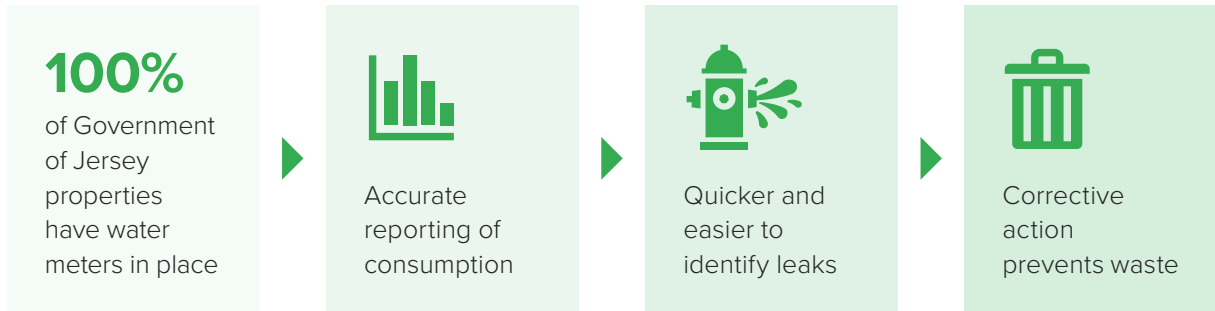 100%
of Government
of Jersey
properties
have water
meters in place
Accurate
reporting of
consumption
Quicker and
easier to
identify leaks
Corrective
action
prevents waste